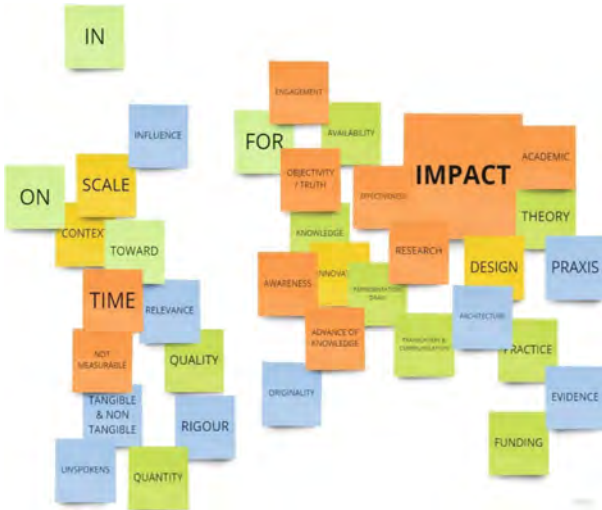 IN
INFLUENCE
ON
SCALE
CONTEX
TOWARD
TIME
RELEVANCE
NOT
MEASURABLE
QUALITY
TANGIBLE
& NON
TANGIBLE
RIGOUR
UNSPOKENS
QUANTITY
ENGAGEMENT
FOR
AVAILABILITY
OBJECTIVITY
/ TRUTH
IMPACT
ACADEMIC
EFFECTIVENESS
THEORY
KNOWLEDGE
RESEARCH
AWARENESS
INNOVA
DESIGN
PRAXIS
ARCHITECTURE
ADVANCE OF
KNOWLEDGE
PRACTICE
ORIGINALITY
EVIDENCE
FUNDING